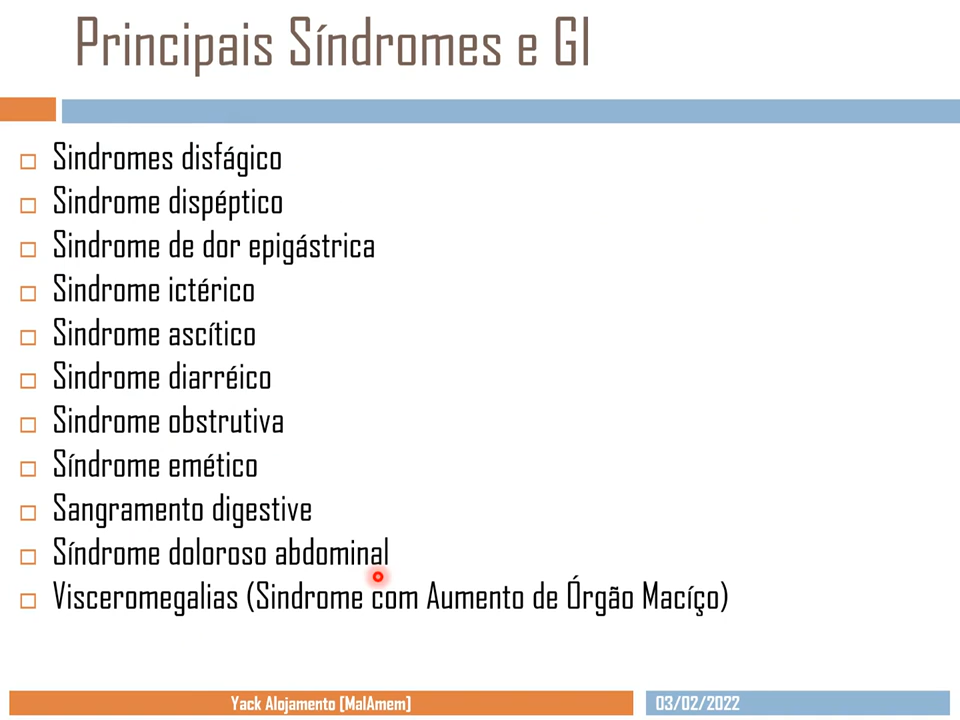 Principais Síndromes e GI
Sindromes disfágico
Sindrome dispéptico
Sindrome de dor epigástrica
Sindrome ictérico
Sindrome ascítico
Sindrome diarréico
Sindrome obstrutiva
Síndrome emético
Sangramento digestive
Síndrome doloroso abdominal
Visceromegalias (Sindrome com Aumento de Órgão Macíço)
Yack Alojamento [MalAmem]
03/02/2022